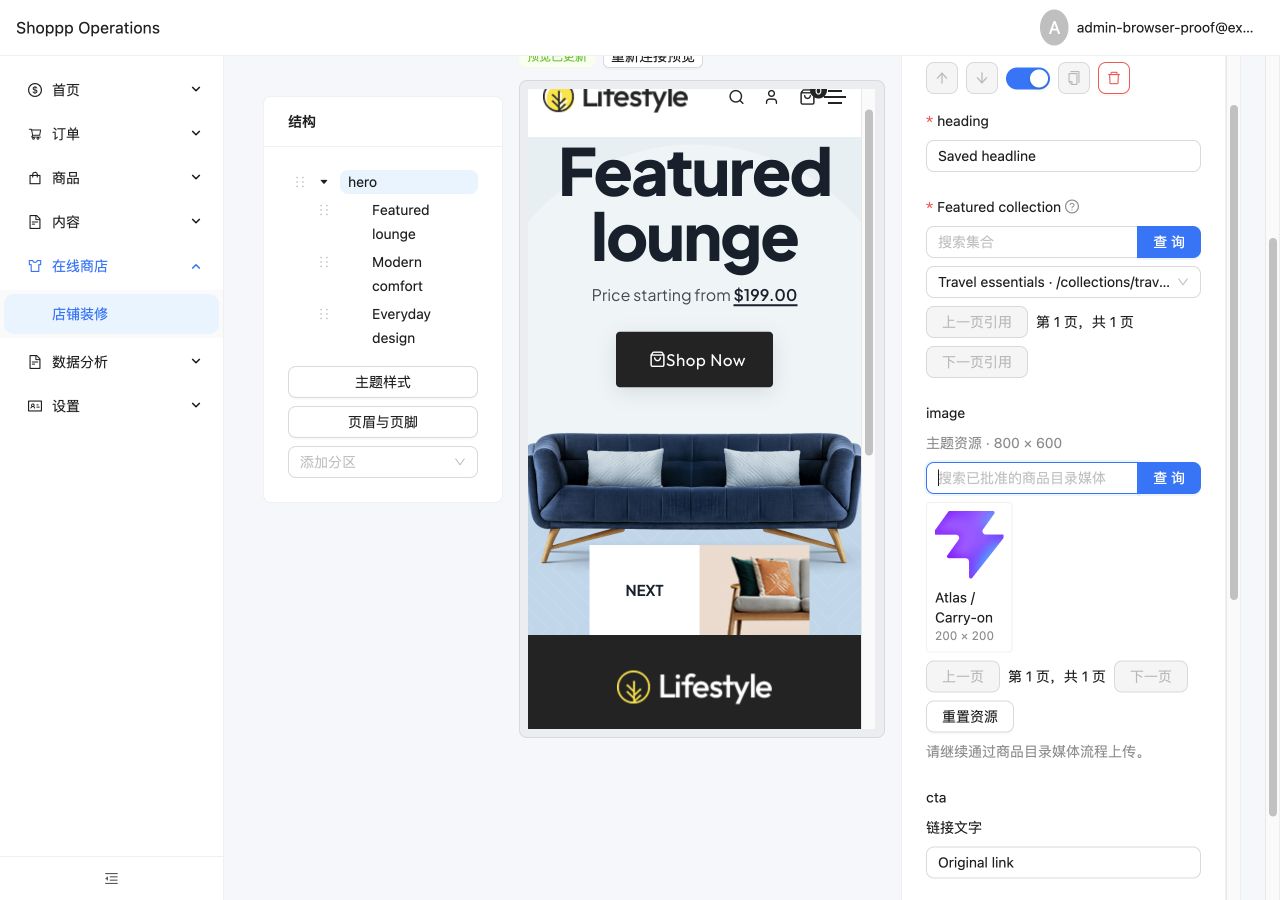 Shoppp Operations
A
admin-browser-proof@ex...
首页
订单
商品
内容
在线商店
店铺装修
数据分析
设置
结构
hero
Featured
lounge
Modern
comfort
Everyday
design
主题样式
页眉与页脚
添加分区
预览已更新
重新连接预览
Lifestyle
0
Featured
lounge
Price starting from $199.00
Shop Now
NEXT
Lifestyle
* heading
Saved headline
* Featured collection
搜索集合
查 询
Travel essentials · /collections/trav...
上一页引用
第 1 页，共 1 页
下一页引用
image
主题资源 · 800 × 600
搜索已批准的商品目录媒体
查 询
Atlas /
Carry-on
200 × 200
上一页
第 1 页，共 1 页
下一页
重置资源
请继续通过商品目录媒体流程上传。
cta
链接文字
Original link